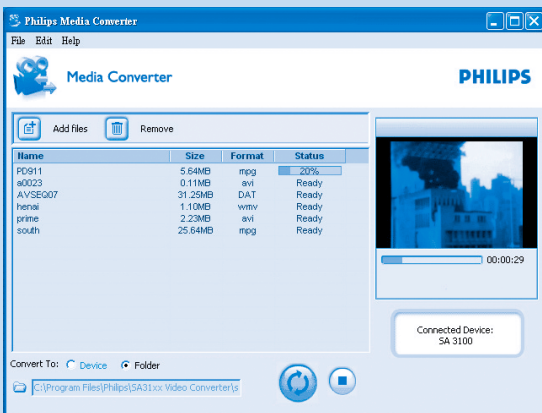 Philips Media Converter
File Edit Help
Media Converter
PHILIPS
Add files Remove
Name Size Format Status
PD911 5.64MB mpg 20%
a0023 0.11MB avi Ready
AVSEQ07 31.25MB DAT Ready
henai 1.10MB wmv Ready
prime 2.23MB avi Ready
south 25.64MB mpg Ready
00:00:29
Connected Device:
SA 3100
Convert To: Device Folder
C:\Program Files\Philips\SA31xx Video Converter\s